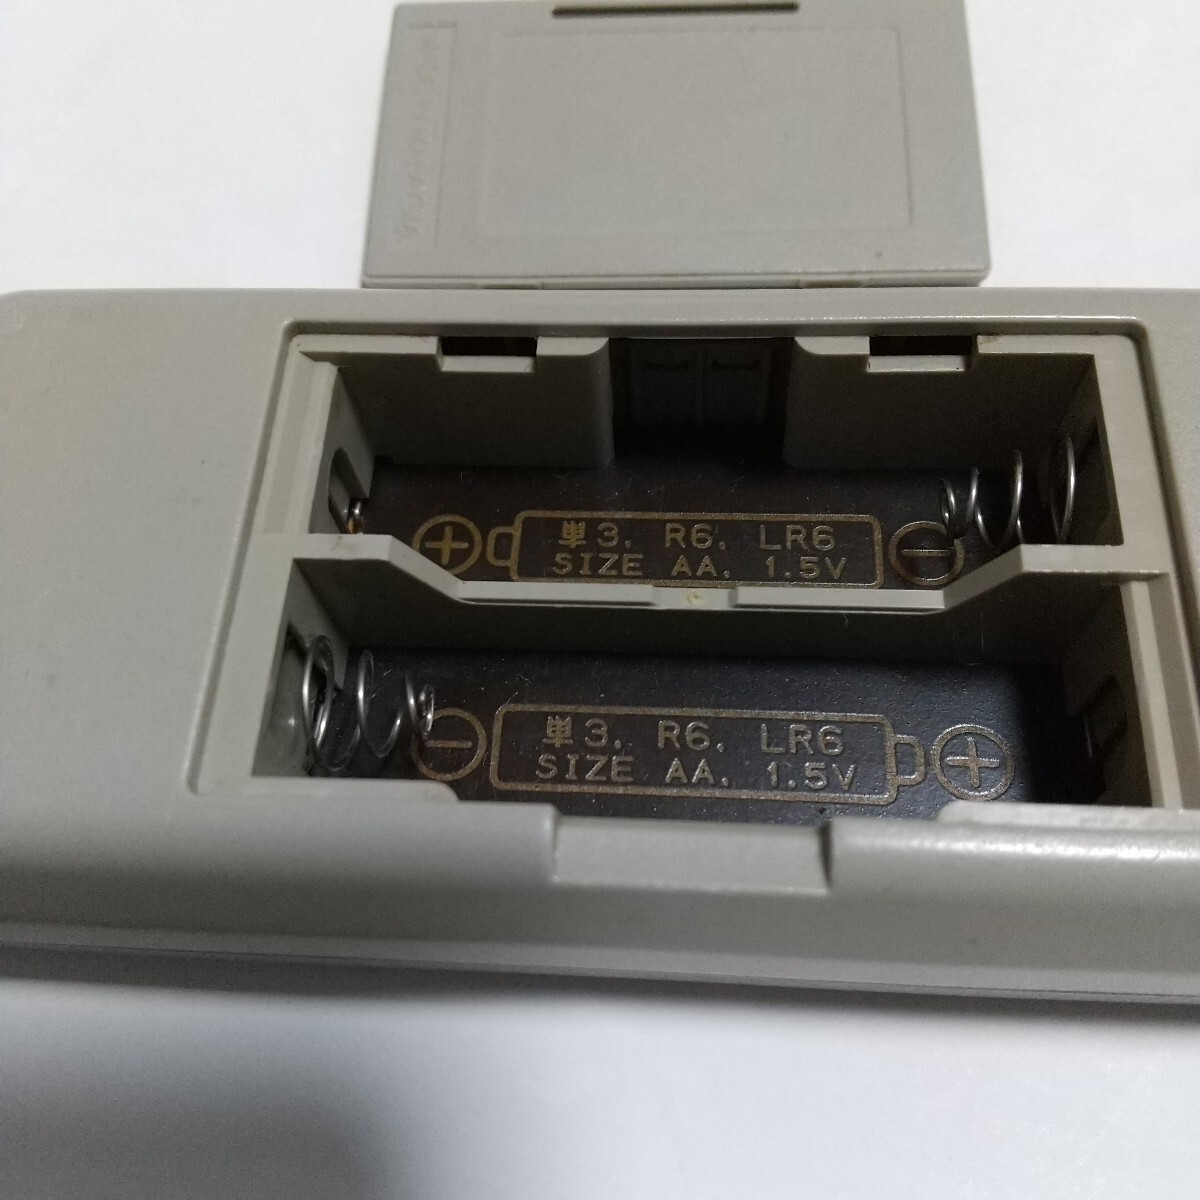 単3. R6. LR6
SIZE AA. 1.5V
単3. R6. LR6
SIZE AA. 1.5V